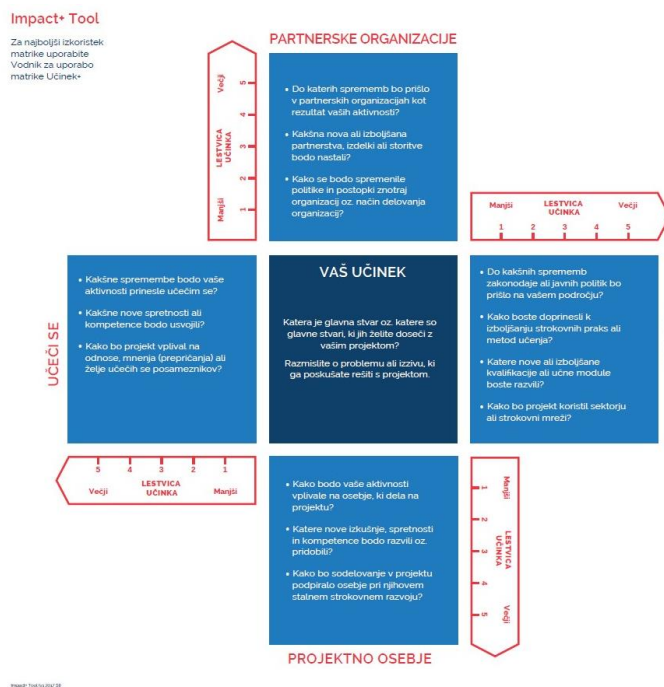 Impact+ Tool
Za najboljši izkoristek
matrike uporabite
Vodnik za uporabo
matrike Učinek+
PARTNERSKE ORGANIZACIJE
Večji
LESTVICA
UČINKA
Manjši
5
4
3
2
1
• Do katerih sprememb bo prišlo
v partnerskih organizacijah kot
rezultat vaših aktivnosti?
• Kakšna nova ali izboljšana
partnerstva, izdelki ali storitve
bodo nastali?
• Kako se bodo spremenile
politike in postopki znotraj
organizacij oz. način delovanja
organizacij?
Manjši LESTVICA Večji
UČINKA
1 2 3 4 5
UČEČI SE
• Kakšne spremembe bodo vaše
aktivnosti prinesle učečim se?
• Kakšne nove spretnosti ali
kompetence bodo usvojili?
• Kako bo projekt vplival na
odnose, mnenja (prepričanja) ali
želje učečih se posameznikov?
VAŠ UČINEK
Katera je glavna stvar oz. katere so
glavne stvari, ki jih želite doseči z
vašim projektom?
Razmislite o problemu ali izzivu, ki
ga poskušate rešiti s projektom.
• Do kakšnih sprememb
zakonodaje ali javnih politik bo
prišlo na vašem področju?
• Kako boste doprinesli k
izboljšanju strokovnih praks ali
metod učenja?
• Katere nove ali izboljšane
kvalifikacije ali učne module
boste razvili?
• Kako bo projekt koristil sektorju
ali strokovni mreži?
5 4 3 2 1
Večji LESTVICA Manjši
UČINKA
• Kako bodo vaše aktivnosti
vplivale na osebje, ki dela na
projektu?
• Katere nove izkušnje, spretnosti
in kompetence bodo razvili oz.
pridobili?
• Kako bo sodelovanje v projektu
podpiralo osebje pri njihovem
stalnem strokovnem razvoju?
Manjši
LESTVICA
UČINKA
Večji
1
2
3
4
5
PROJEKTNO OSEBJE